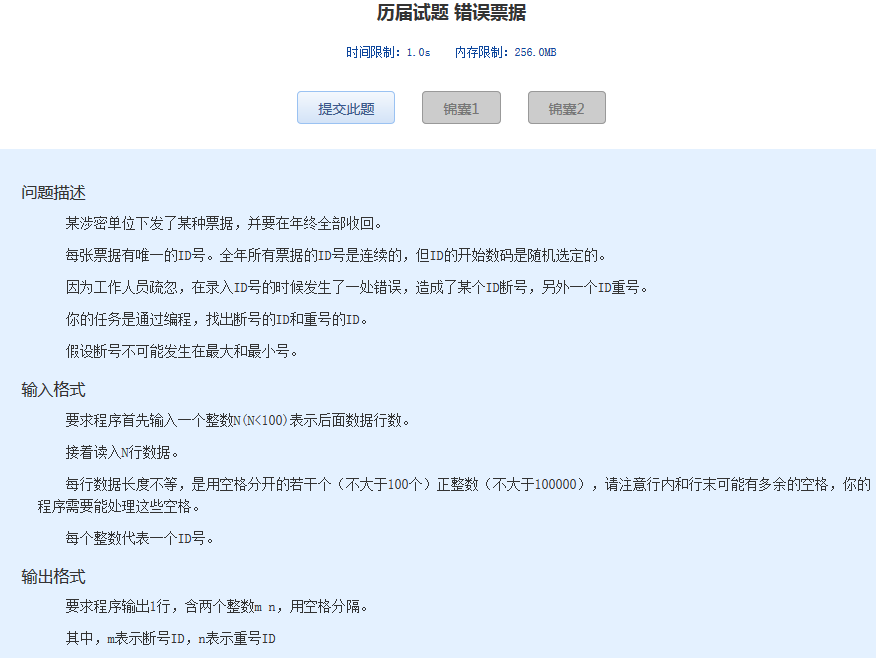 历届试题 错误票据
时间限制：1.0s 内存限制：256.0MB
提交此题 锦囊1 锦囊2
问题描述
某涉密单位下发了某种票据，并要在年终全部收回。
每张票据有唯一的ID号。全年所有票据的ID号是连续的，但ID的开始数码是随机选定的。
因为工作人员疏忽，在录入ID号的时候发生了一处错误，造成了某个ID断号，另外一个ID重号。
你的任务是通过编程，找出断号的ID和重号的ID。
假设断号不可能发生在最大和最小号。
输入格式
要求程序首先输入一个整数N(N<100)表示后面数据行数。
接着读入N行数据。
每行数据长度不等，是用空格分开的若干个（不大于100个）正整数（不大于100000），请注意行内和行末可能有多余的空格，你的
程序需要能处理这些空格。
每个整数代表一个ID号。
输出格式
要求程序输出1行，含两个整数m n，用空格分隔。
其中，m表示断号ID，n表示重号ID